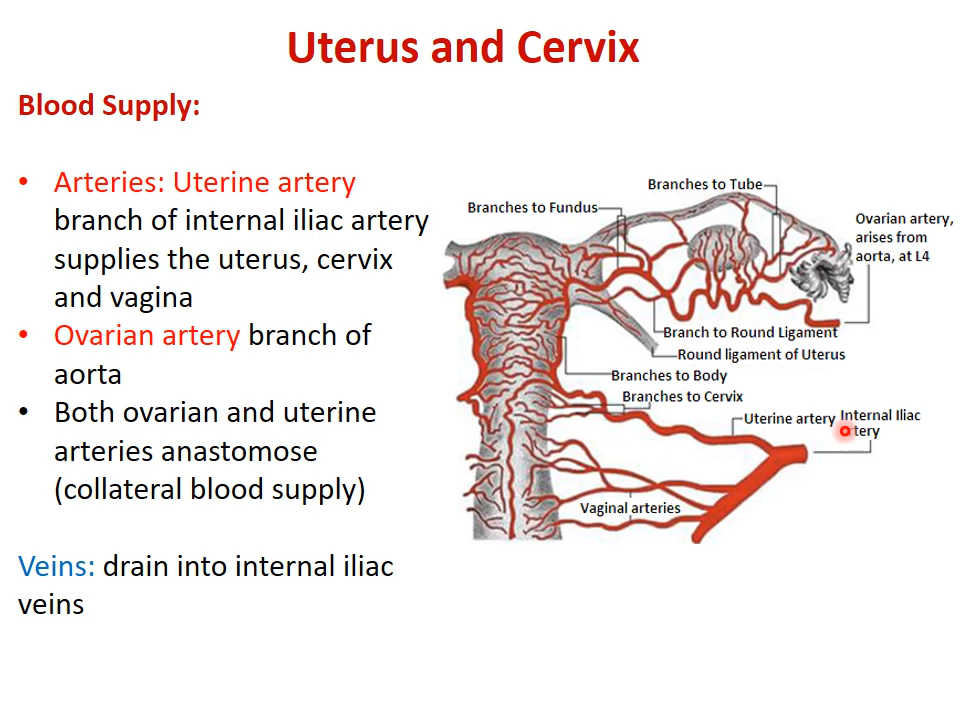 Uterus and Cervix
Blood Supply:
• Arteries: Uterine artery
branch of internal iliac artery
supplies the uterus, cervix
and vagina
• Ovarian artery branch of
aorta
• Both ovarian and uterine
arteries anastomose
(collateral blood supply)
Veins: drain into internal iliac
veins
Branches to Tube
Branches to Fundus
Ovarian artery,
arises from
aorta, at L4
Branch to Round Ligament
Round ligament of Uterus
Branches to Body
Branches to Cervix
Uterine artery
Internal Iliac
Vaginal arteries